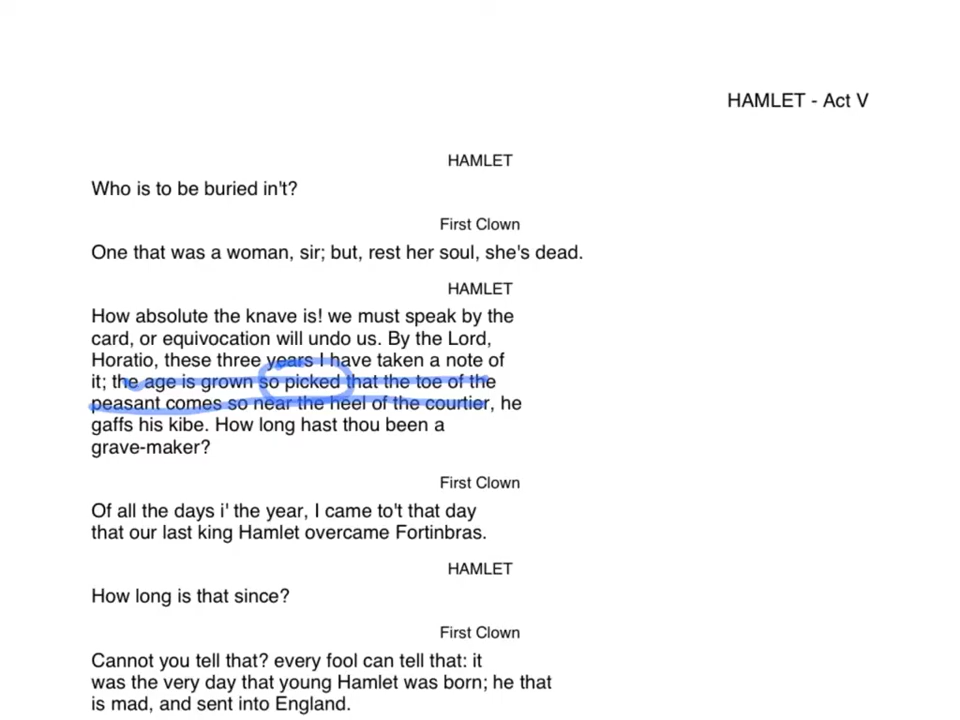 HAMLET - Act V
HAMLET
Who is to be buried in't?
First Clown
One that was a woman, sir; but, rest her soul, she's dead.
HAMLET
How absolute the knave is! we must speak by the
card, or equivocation will undo us. By the Lord,
Horatio, these three years I have taken a note of
it; the age is grown so picked that the toe of the
peasant comes so near the heel of the courtier, he
gaffs his kibe. How long hast thou been a
grave-maker?
First Clown
Of all the days i' the year, I came to't that day
that our last king Hamlet overcame Fortinbras.
HAMLET
How long is that since?
First Clown
Cannot you tell that? every fool can tell that: it
was the very day that young Hamlet was born; he that
is mad, and sent into England.